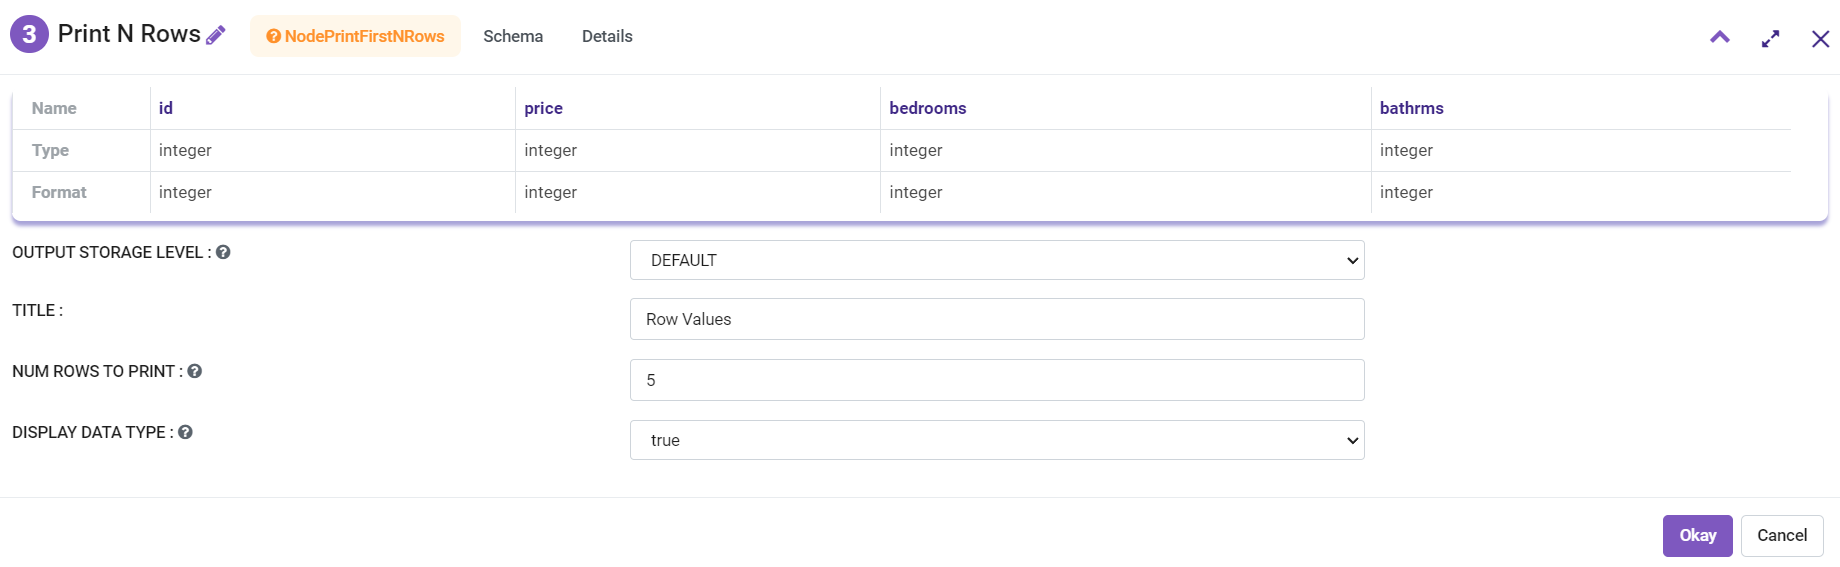 3 Print N Rows NodePrintFirstNRows Schema Details
Name id price bedrooms bathrms
Type integer integer integer integer
Format integer integer integer integer
OUTPUT STORAGE LEVEL : DEFAULT
TITLE : Row Values
NUM ROWS TO PRINT : 5
DISPLAY DATA TYPE : true
Okay Cancel